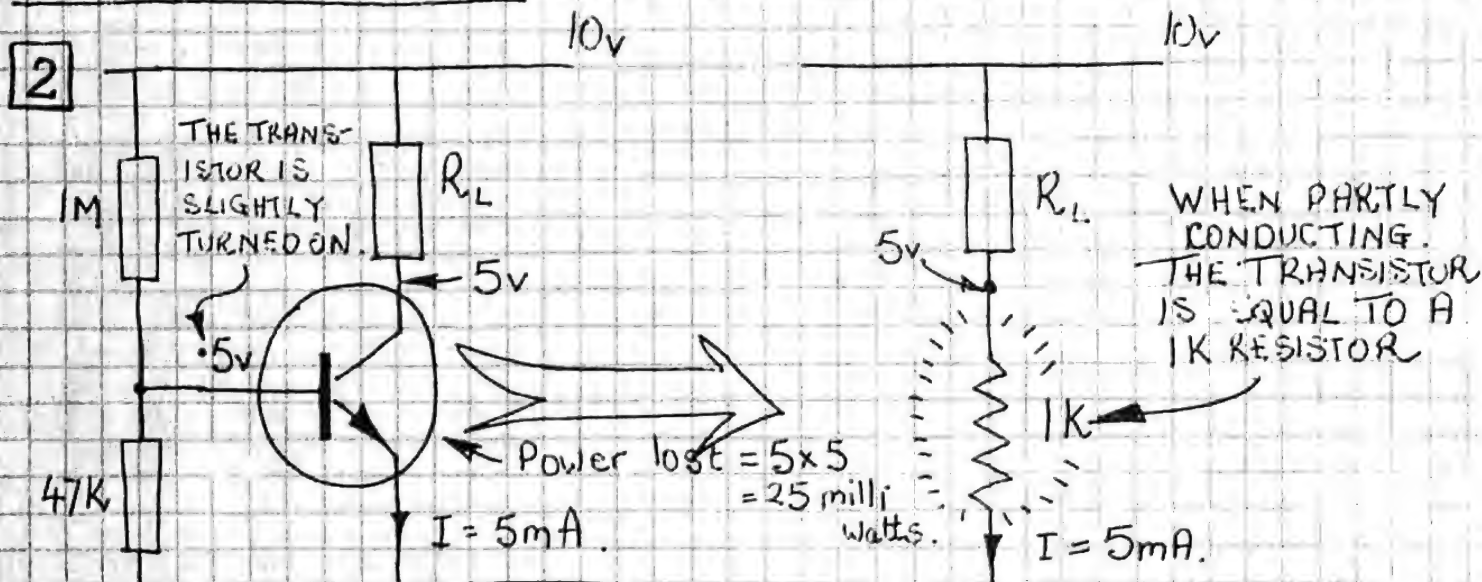 10v
10v
2
THE TRANS-
ISTOR IS
SLIGHTLY
TURNED ON.
1M
RL
5v
.5v
47K
Power lost = 5x5
= 25 milli
watts.
I = 5mA.
RL
5v
WHEN PARTLY
CONDUCTING.
THE TRANSISTOR
IS EQUAL TO A
1K RESISTOR
1K
I = 5mA.